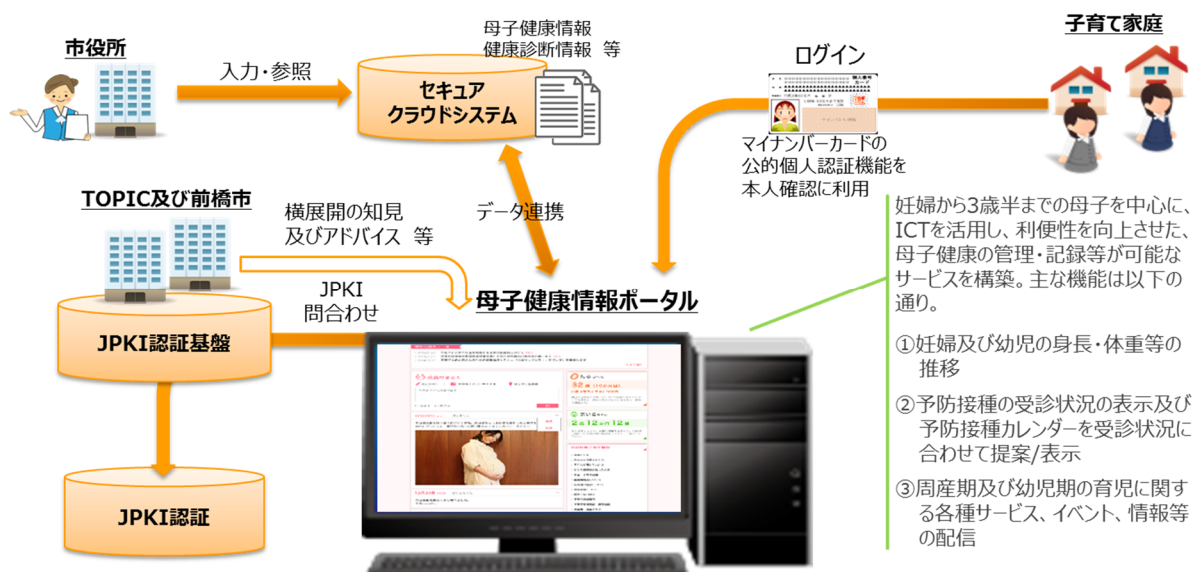 市役所
入力・参照
母子健康情報
健康診断情報 等
セキュア
クラウドシステム
ログイン
子育て家庭
個人番号
カード
マイナンバーカードの
公的個人認証機能を
本人確認に利用
TOPIC及び前橋市
横展開の知見
及びアドバイス 等
データ連携
JPKI
問合わせ
母子健康情報ポータル
JPKI認証基盤
JPKI認証
妊婦から3歳半までの母子を中心に、
ICTを活用し、利便性を向上させた、
母子健康の管理・記録等が可能な
サービスを構築。主な機能は以下の
通り。
①妊婦及び幼児の身長・体重等の
推移
②予防接種の受診状況の表示及び
予防接種カレンダーを受診状況に
合わせて提案/表示
③周産期及び幼児期の育児に関す
る各種サービス、イベント、情報等
の配信